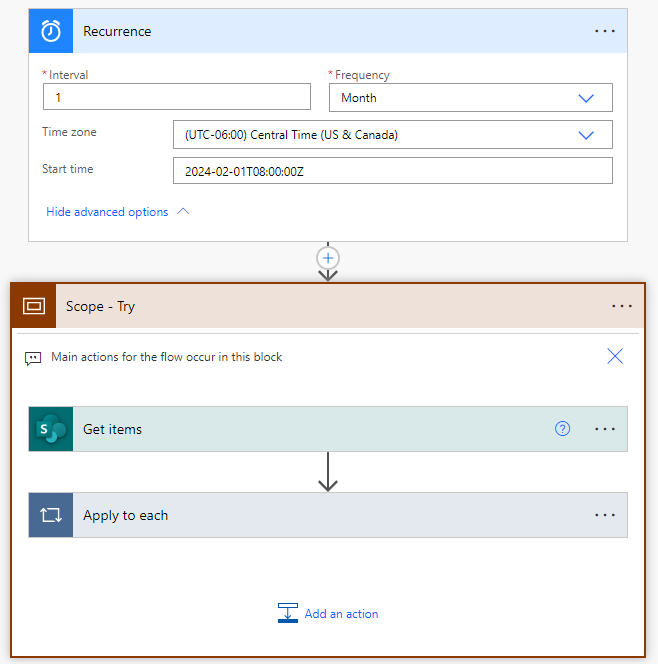 Recurrence
* Interval
* Frequency
1
Month
Time zone
(UTC-06:00) Central Time (US & Canada)
Start time
2024-02-01T08:00:00Z
Hide advanced options
Scope - Try
Main actions for the flow occur in this block
S
Get items
Apply to each
Add an action